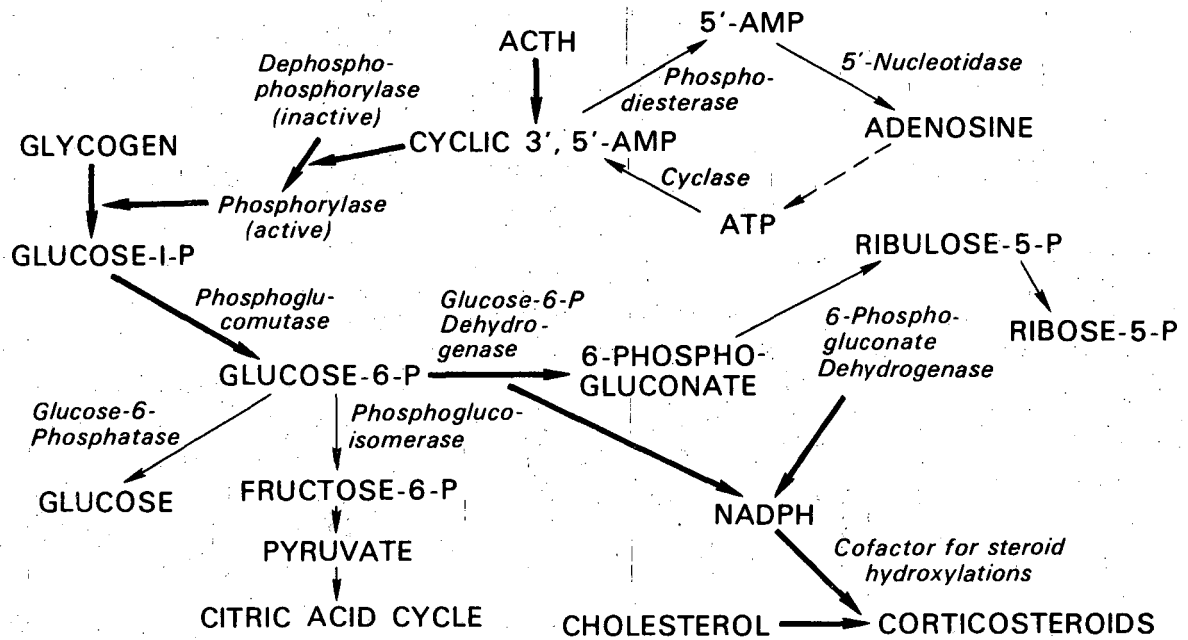 5'-AMP
ACTH
Dephospho-
phosphorylase
(inactive)
Phospho-
diesterase
5'-Nucleotidase
GLYCOGEN
CYCLIC 3', 5'-AMP
ADENOSINE
Cyclase
Phosphorylase
(active)
ATP
GLUCOSE-I-P
RIBULOSE-5-P
Phosphoglu-
comutase
Glucose-6-P
Dehydro-
genase
6-Phospho-
gluconate
Dehydrogenase
RIBOSE-5-P
6-PHOSPHO-
GLUCONATE
GLUCOSE-6-P
Glucose-6-
Phosphatase
Phosphogluco-
isomerase
GLUCOSE
FRUCTOSE-6-P
NADPH
PYRUVATE
Cofactor for steroid
hydroxylations
CITRIC ACID CYCLE
CHOLESTEROL
CORTICOSTEROIDS